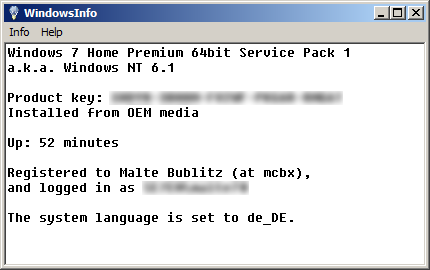 WindowsInfo
Info Help
Windows 7 Home Premium 64bit Service Pack 1
a.k.a. Windows NT 6.1
Product key:
Installed from OEM media
Up: 52 minutes
Registered to Malte Bublitz (at mcbx),
and logged in as
The system language is set to de_DE.